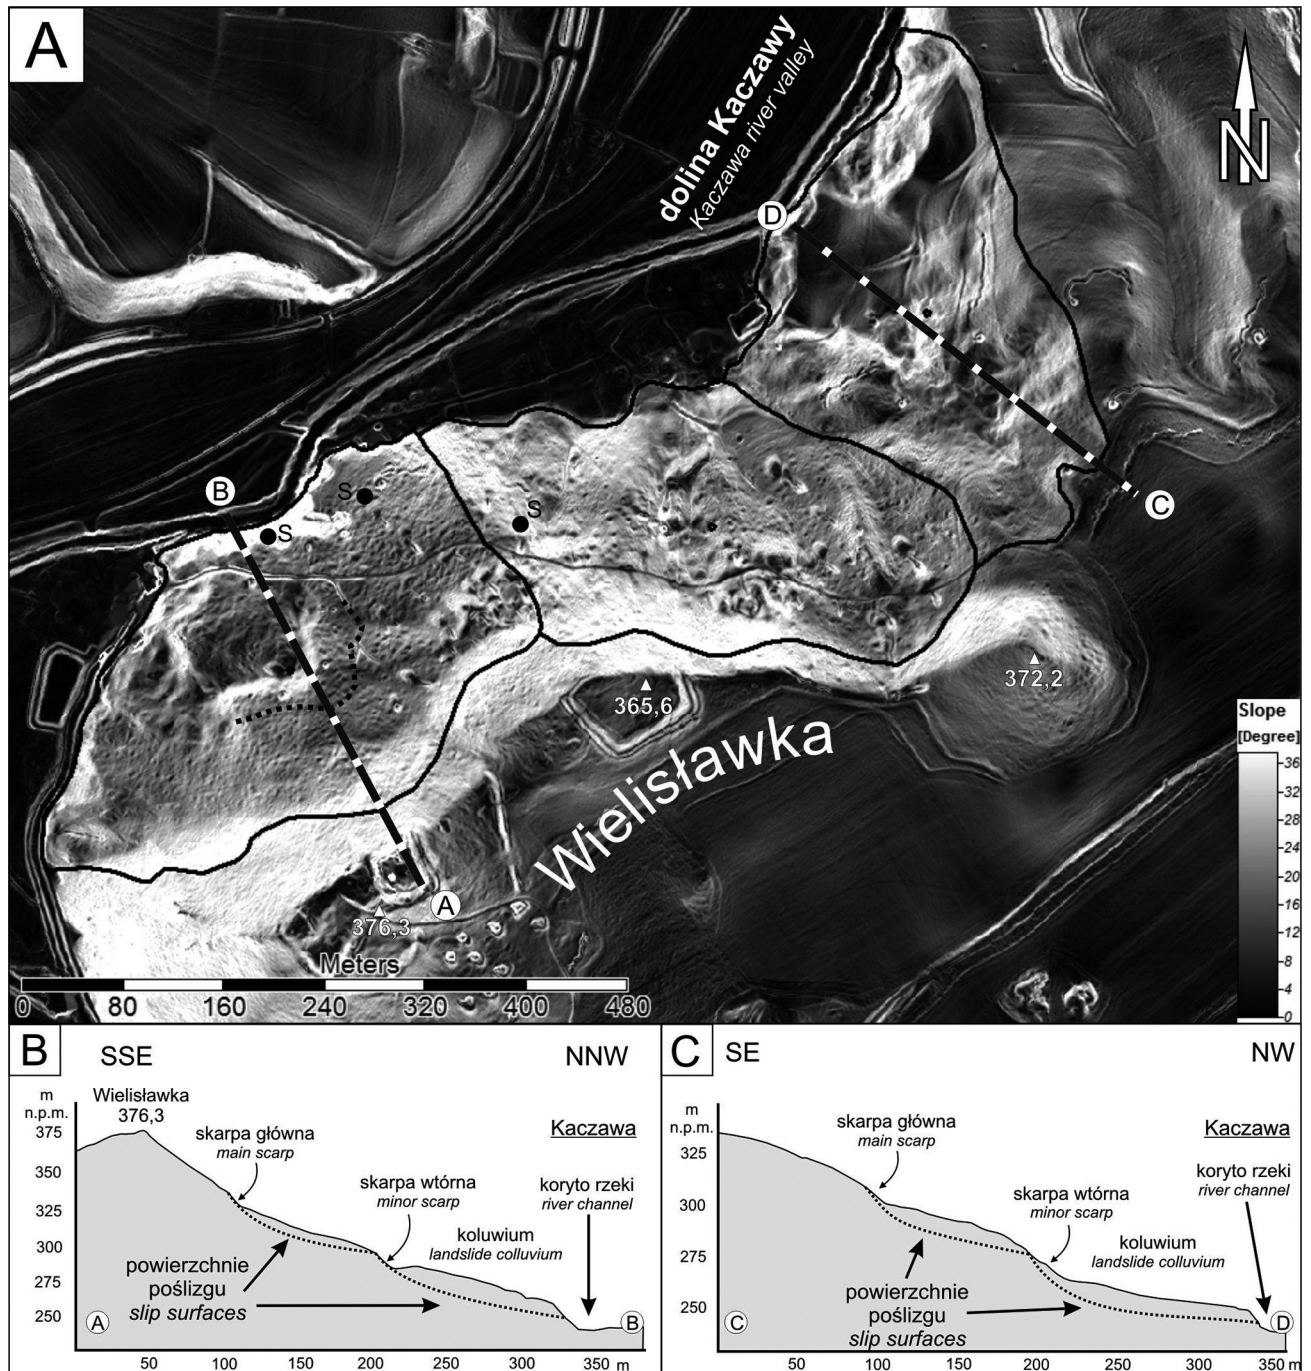 A
dolina Kaczawy
Kaczawa river valley
N
D
B
S
S
S
C
372,2
365,6
Wielisławka
A
376,3
Slope
[Degree]
36
32
28
24
20
16
12
8
4
0
Meters
0 80 160 240 320 400 480
B
SSE
NNW
m
n.p.m.
Wielisławka
376,3
375
350
325
300
275
250
skarpa główna
main scarp
Kaczawa
skarpa wtórna
minor scarp
koryto rzeki
river channel
koluwium
landslide colluvium
powierzchnie
poślizgu
slip surfaces
A
B
50 100 150 200 250 300 350 m
C
SE
NW
m
n.p.m.
325
300
275
250
skarpa główna
main scarp
Kaczawa
koryto rzeki
river channel
skarpa wtórna
minor scarp
koluwium
landslide colluvium
powierzchnie
poślizgu
slip surfaces
C
D
50 100 150 200 250 300 350 m